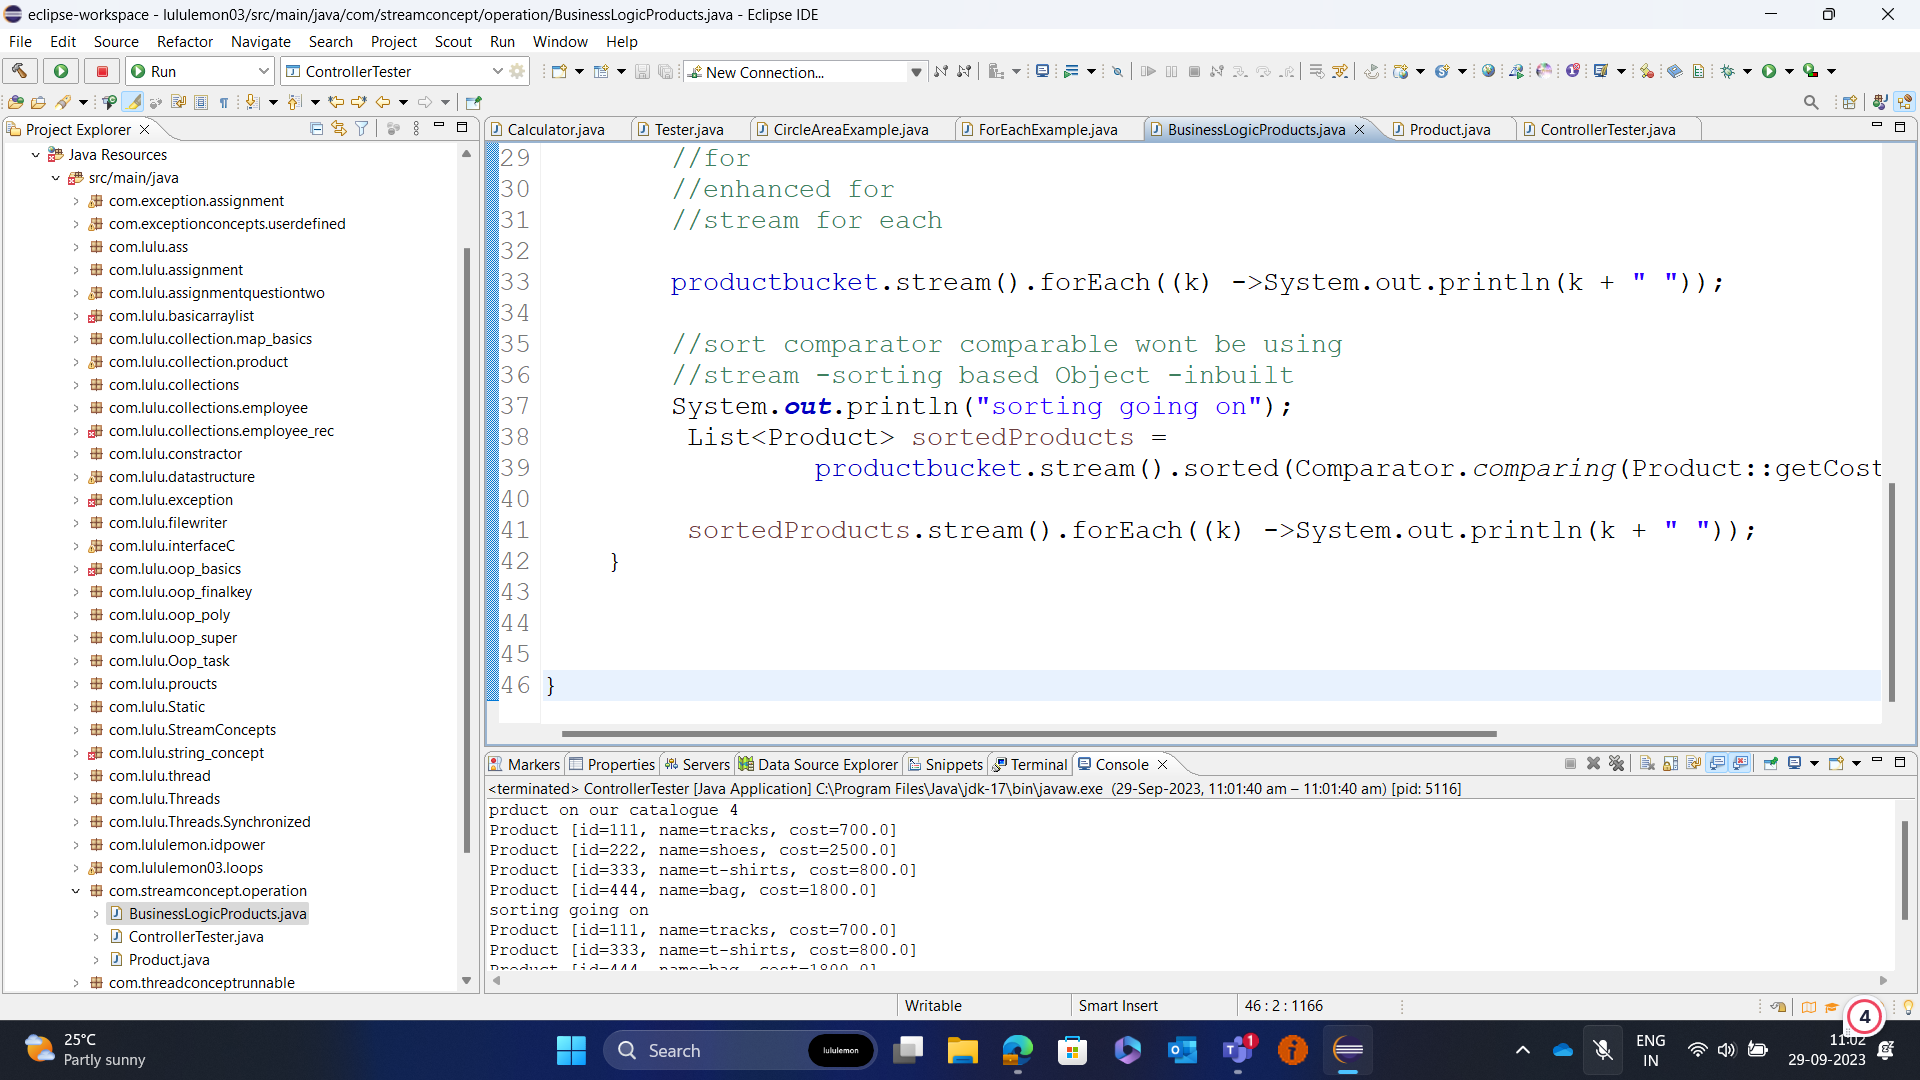 eclipse-workspace - lululemon03/src/main/java/com/streamconcept/operation/BusinessLogicProducts.java - Eclipse IDE
File Edit Source Refactor Navigate Search Project Scout Run Window Help
Run ControllerTester New Connection...
Project Explorer
Java Resources
src/main/java
com.exception.assignment
com.exceptionconcepts.userdefined
com.lulu.ass
com.lulu.assignment
com.lulu.assignmentquestiontwo
com.lulu.basicarraylist
com.lulu.collection.map_basics
com.lulu.collection.product
com.lulu.collections
com.lulu.collections.employee
com.lulu.collections.employee_rec
com.lulu.constractor
com.lulu.datastructure
com.lulu.exception
com.lulu.filewriter
com.lulu.interfaceC
com.lulu.oop_basics
com.lulu.oop_finalkey
com.lulu.oop_poly
com.lulu.oop_super
com.lulu.Oop_task
com.lulu.proucts
com.lulu.Static
com.lulu.StreamConcepts
com.lulu.string_concept
com.lulu.thread
com.lulu.Threads
com.lulu.Threads.Synchronized
com.lululemon.idpower
com.lululemon03.loops
com.streamconcept.operation
BusinessLogicProducts.java
ControllerTester.java
Product.java
com.threadconceptrunnable
Calculator.java Tester.java CircleAreaExample.java ForEachExample.java BusinessLogicProducts.java Product.java ControllerTester.java
29 //for
30 //enhanced for
31 //stream for each
32
33 productbucket.stream().forEach((k) ->System.out.println(k + " "));
34
35 //sort comparator comparable wont be using
36 //stream -sorting based Object -inbuilt
37 System.out.println("sorting going on");
38 List<Product> sortedProducts =
39 productbucket.stream().sorted(Comparator.comparing(Product::getCost
40
41 sortedProducts.stream().forEach((k) ->System.out.println(k + " "));
42 }
43
44
45
46 }
Markers Properties Servers Data Source Explorer Snippets Terminal Console
<terminated> ControllerTester [Java Application] C:\Program Files\Java\jdk-17\bin\javaw.exe (29-Sep-2023, 11:01:40 am – 11:01:40 am) [pid: 5116]
prduct on our catalogue 4
Product [id=111, name=tracks, cost=700.0]
Product [id=222, name=shoes, cost=2500.0]
Product [id=333, name=t-shirts, cost=800.0]
Product [id=444, name=bag, cost=1800.0]
sorting going on
Product [id=111, name=tracks, cost=700.0]
Product [id=333, name=t-shirts, cost=800.0]
Product [id=444, name=bag, cost=1800.0]
Writable Smart Insert 46 : 2 : 1166
4
25°C
Partly sunny
Search lululemon
1
ENG
IN
11:02
29-09-2023